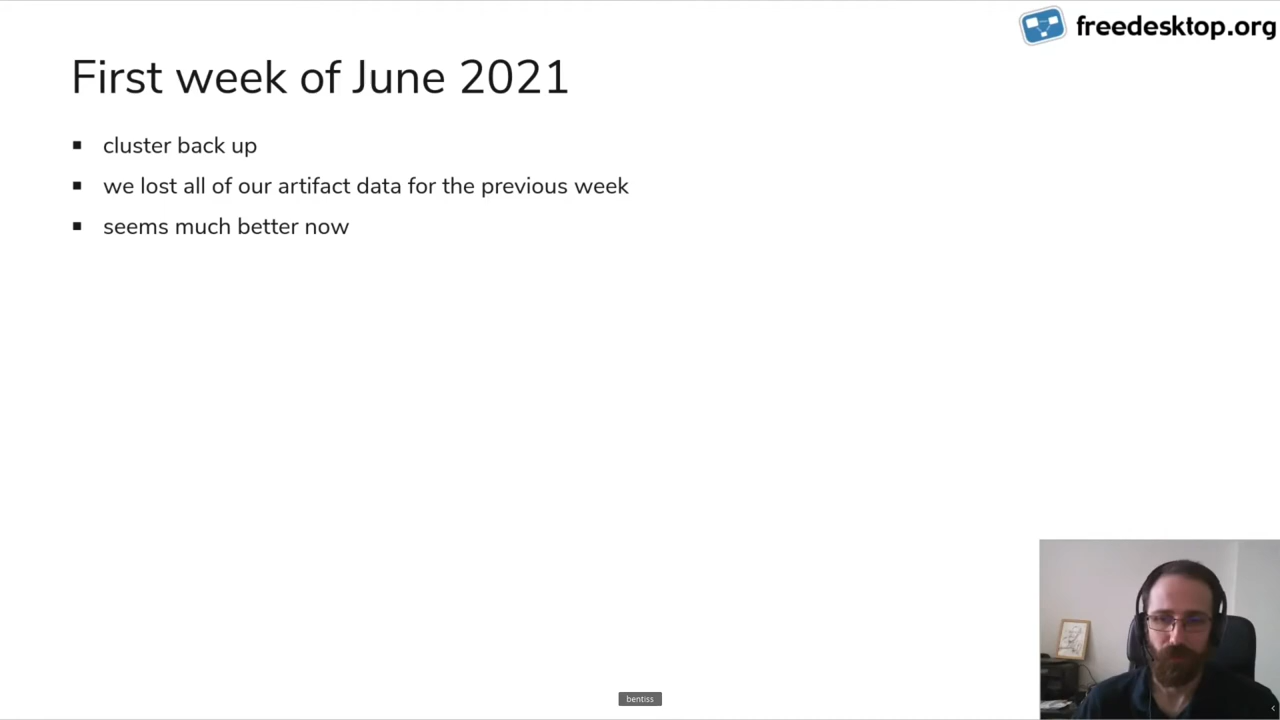 freedesktop.org
First week of June 2021
cluster back up
we lost all of our artifact data for the previous week
seems much better now
bentiss